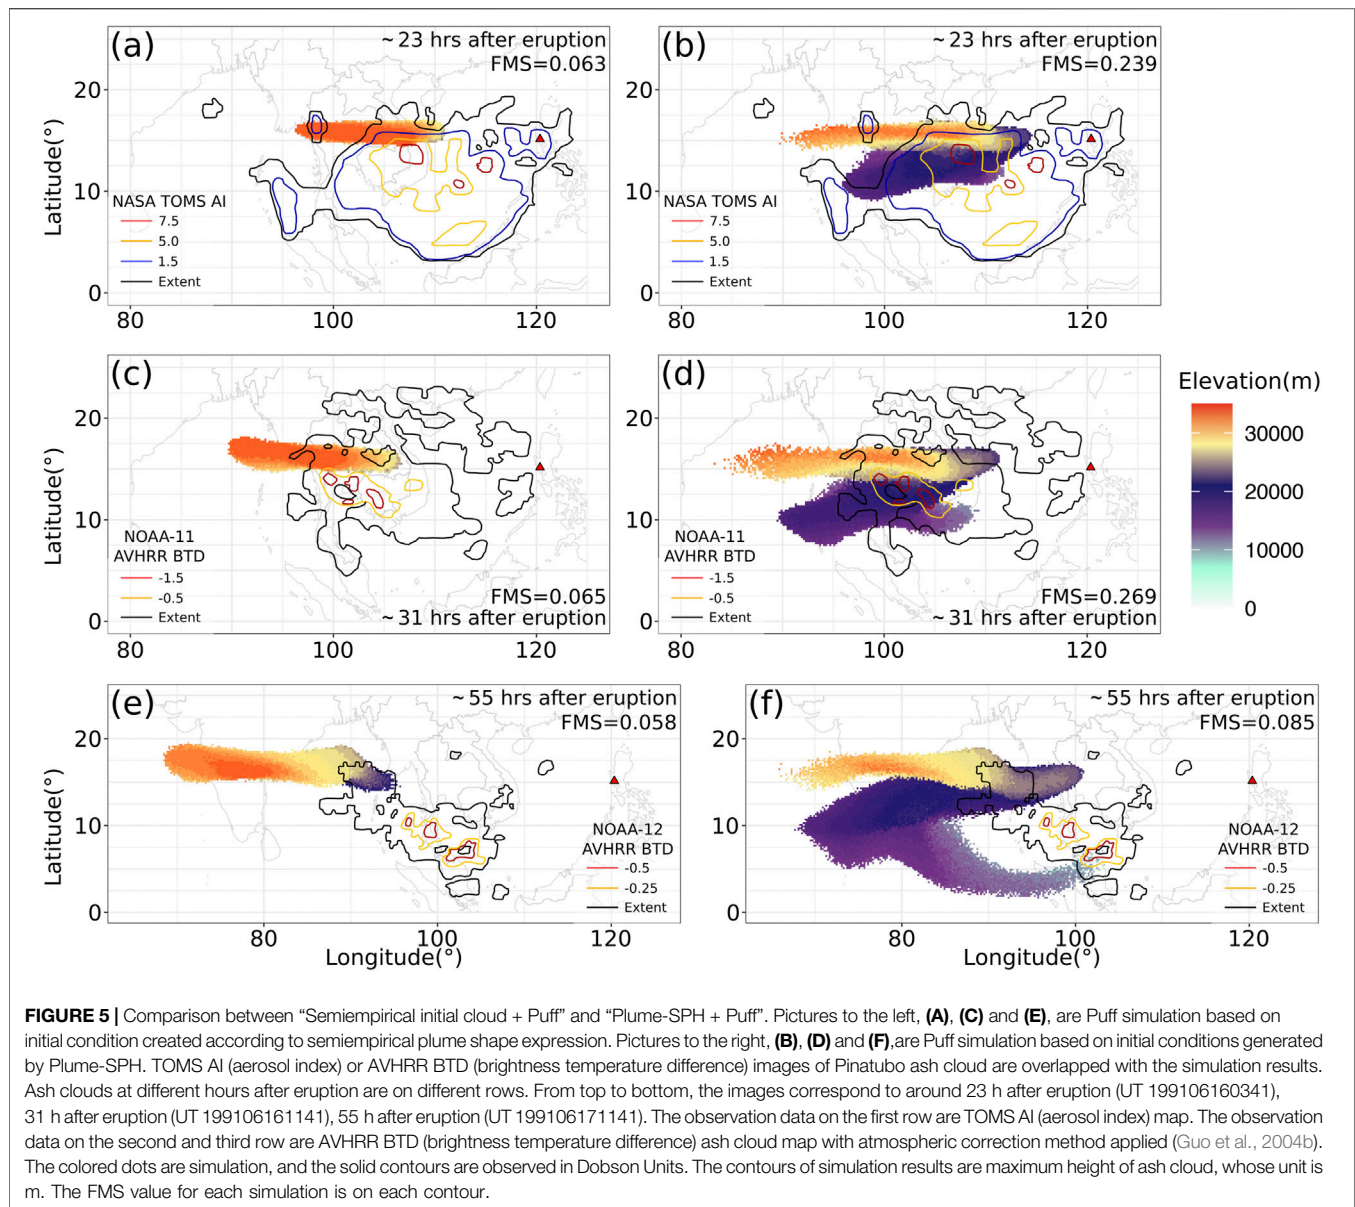 (a)
~23 hrs after eruption
FMS=0.063
20
10
0
Latitude(°)
NASA TOMS AI
7.5
5.0
1.5
Extent
80
100
120
(b)
~23 hrs after eruption
FMS=0.239
20
10
0
NASA TOMS AI
7.5
5.0
1.5
Extent
80
100
120
(c)
20
10
0
Latitude(°)
NOAA-11
AVHRR BTD
-1.5
-0.5
Extent
FMS=0.065
~31 hrs after eruption
80
100
120
(d)
20
10
0
NOAA-11
AVHRR BTD
-1.5
-0.5
Extent
FMS=0.269
~31 hrs after eruption
80
100
120
Elevation(m)
30000
20000
10000
0
(e)
~55 hrs after eruption
FMS=0.058
20
10
0
Latitude(°)
NOAA-12
AVHRR BTD
-0.5
-0.25
Extent
80
100
120
Longitude(°)
(f)
~55 hrs after eruption
FMS=0.085
20
10
0
NOAA-12
AVHRR BTD
-0.5
-0.25
Extent
80
100
120
Longitude(°)
FIGURE 5 | Comparison between “Semiempirical initial cloud + Puff” and “Plume-SPH + Puff”. Pictures to the left, (A), (C) and (E), are Puff simulation based on
initial condition created according to semiempirical plume shape expression. Pictures to the right, (B), (D) and (F),are Puff simulation based on initial conditions generated
by Plume-SPH. TOMS AI (aerosol index) or AVHRR BTD (brightness temperature difference) images of Pinatubo ash cloud are overlapped with the simulation results.
Ash clouds at different hours after eruption are on different rows. From top to bottom, the images correspond to around 23 h after eruption (UT 199106160341),
31 h after eruption (UT 199106161141), 55 h after eruption (UT 199106171141). The observation data on the first row are TOMS AI (aerosol index) map. The observation
data on the second and third row are AVHRR BTD (brightness temperature difference) ash cloud map with atmospheric correction method applied (Guo et al., 2004b).
The colored dots are simulation, and the solid contours are observed in Dobson Units. The contours of simulation results are maximum height of ash cloud, whose unit is
m. The FMS value for each simulation is on each contour.